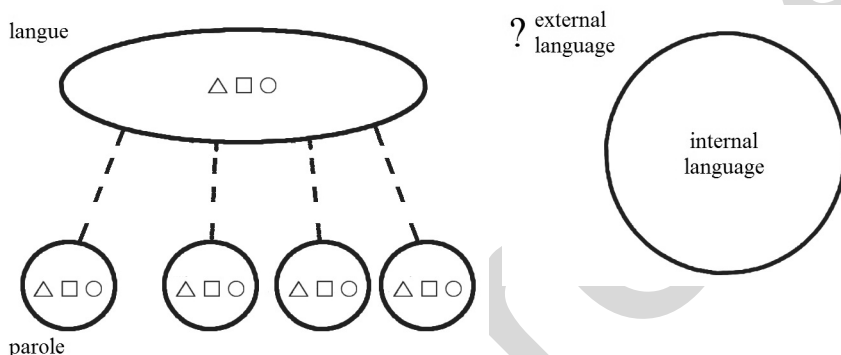 langue
parole
? external
language
internal
language